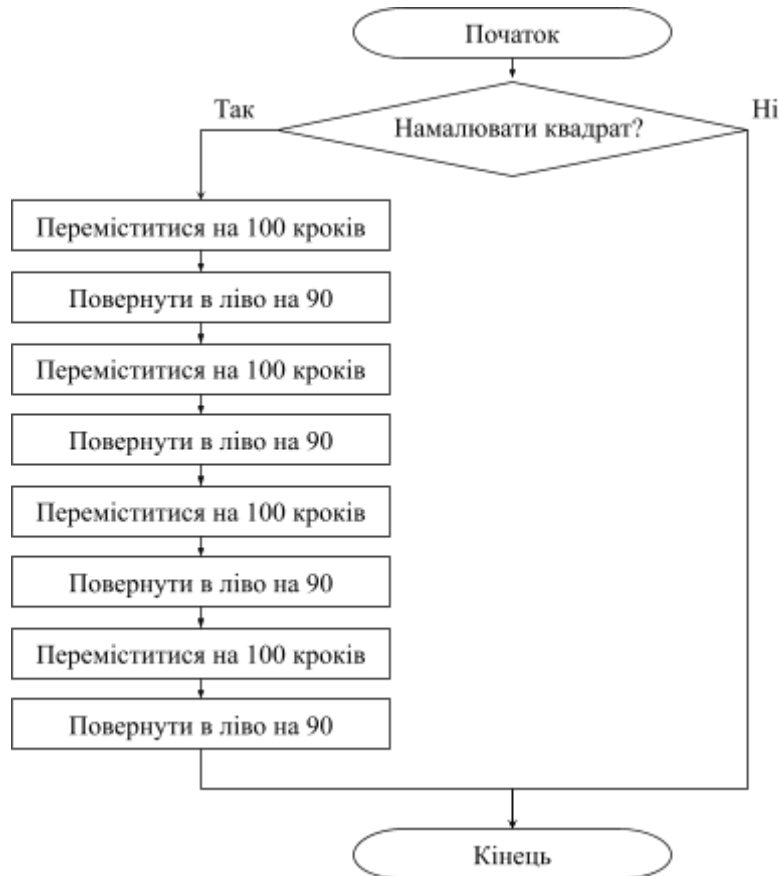 Початок
Намалювати квадрат?
Так
Ні
Переміститися на 100 кроків
Повернути в ліво на 90
Переміститися на 100 кроків
Повернути в ліво на 90
Переміститися на 100 кроків
Повернути в ліво на 90
Переміститися на 100 кроків
Повернути в ліво на 90
Кінець